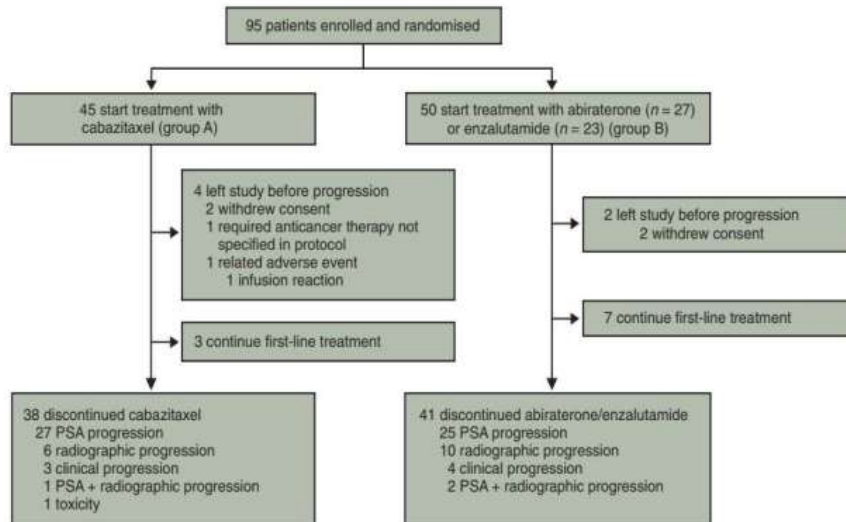 95 patients enrolled and randomised
45 start treatment with
cabazitaxel (group A)
50 start treatment with abiraterone (n = 27)
or enzalutamide (n = 23) (group B)
4 left study before progression
2 withdrew consent
1 required anticancer therapy not
specified in protocol
1 related adverse event
1 infusion reaction
2 left study before progression
2 withdrew consent
3 continue first-line treatment
7 continue first-line treatment
38 discontinued cabazitaxel
27 PSA progression
6 radiographic progression
3 clinical progression
1 PSA + radiographic progression
1 toxicity
41 discontinued abiraterone/enzalutamide
25 PSA progression
10 radiographic progression
4 clinical progression
2 PSA + radiographic progression